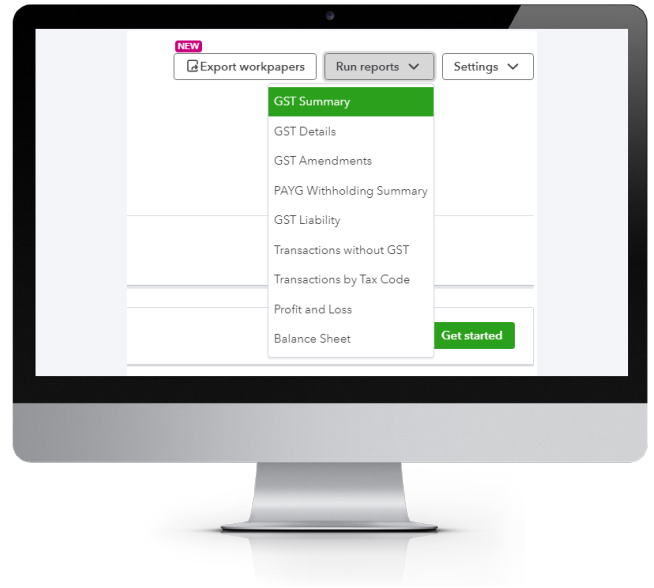 NEW
Export workpapers
Run reports
Settings
GST Summary
GST Details
GST Amendments
PAYG Withholding Summary
GST Liability
Transactions without GST
Transactions by Tax Code
Profit and Loss
Balance Sheet
Get started